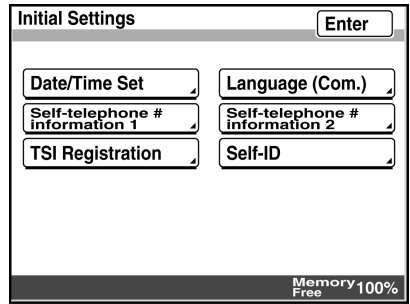 Initial Settings
Enter
Date/Time Set
Language (Com.)
Self-telephone #
information 1
Self-telephone #
information 2
TSI Registration
Self-ID
Memory
Free 100%